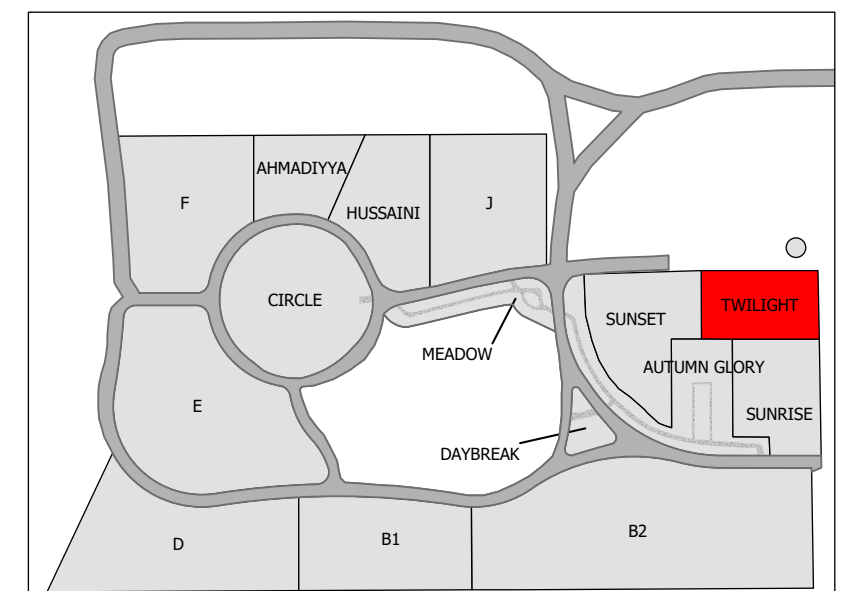 AHMADIYYA
F
HUSSAINI
J
CIRCLE
TWILIGHT
SUNSET
MEADOW
AUTUMN GLORY
E
SUNRISE
DAYBREAK
D
B1
B2